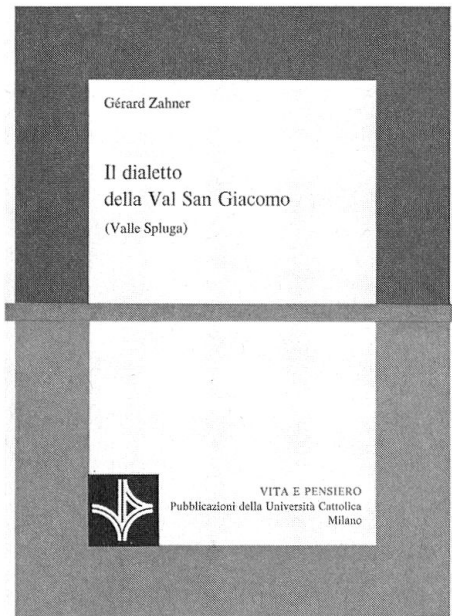 Gérard Zahner
Il dialetto
della Val San Giacomo
(Valle Spluga)
VITA E PENSIERO
Pubblicazioni della Università Cattolica
Milano